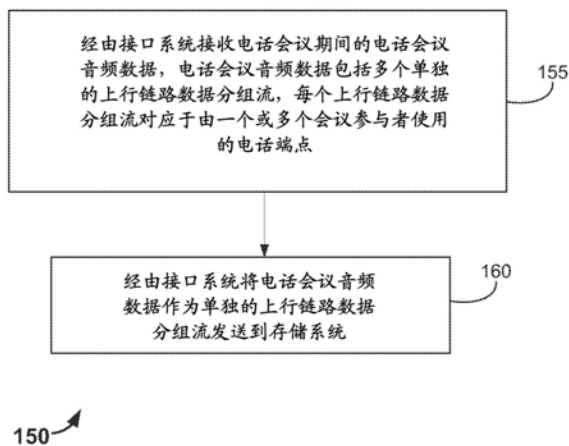 经由接口系统接收电话会议期间的电话会议
音频数据，电话会议音频数据包括多个单独
的上行链路数据分组流，每个上行链路数据
分组流对应于由一个或多个会议参与者使用
的电话端点
155
经由接口系统将电话会议音频
数据作为单独的上行链路数据
分组流发送到存储系统
160
150